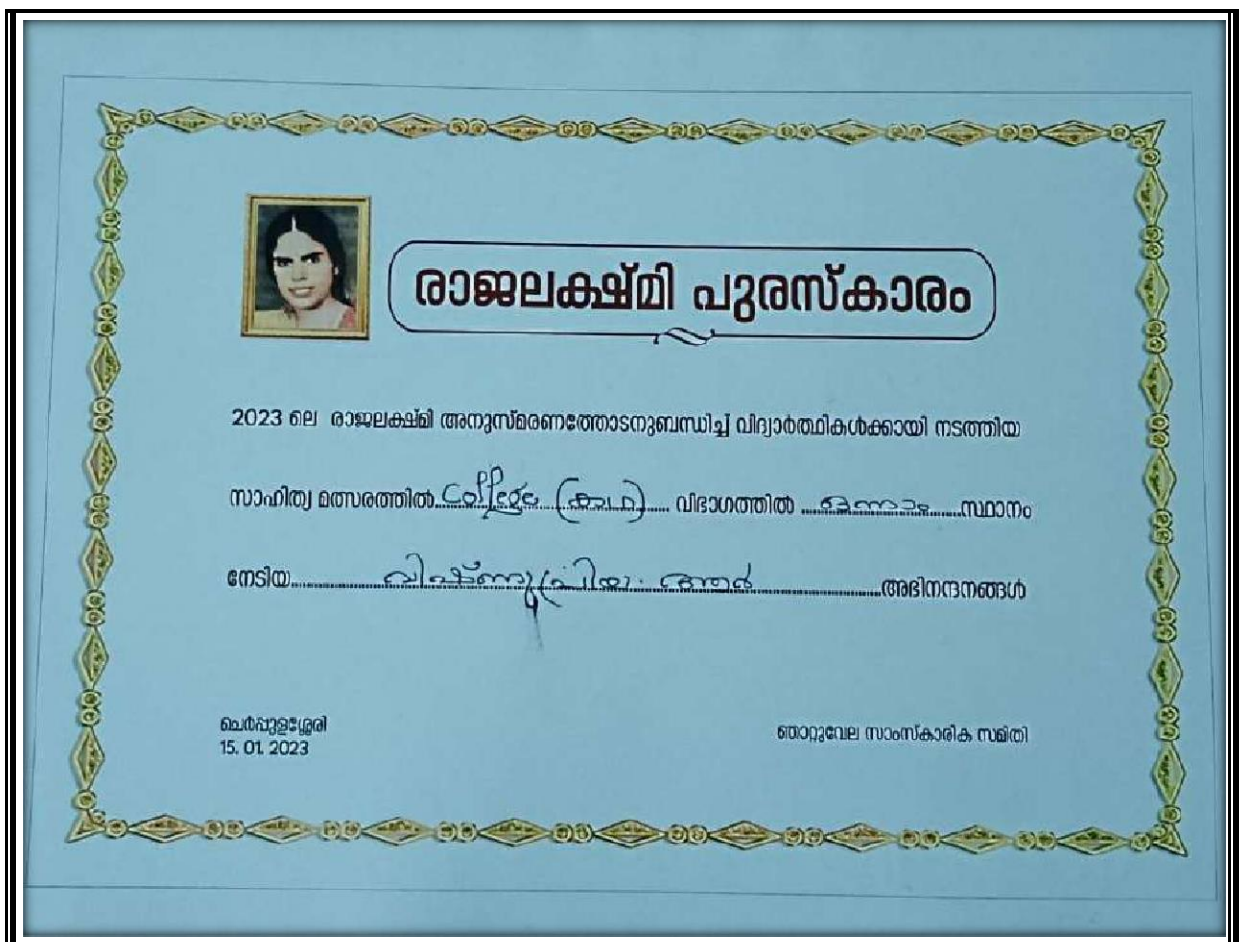 രാജലക്ഷ്മി പുരസ്കാരം
2023 ലെ രാജലക്ഷ്മി അനുസ്മരണത്തോടനുബന്ധിച്ച് വിദ്യാർത്ഥികൾക്കായി നടത്തിയ
സാഹിത്യ മത്സരത്തിൽ College (കഥ) വിഭാഗത്തിൽ ഒന്നാം സ്ഥാനം
നേടിയ വിഷ്ണുപ്രിയ. അഭിനന്ദനങ്ങൾ
ചെർപ്പുളശ്ശേരി
15. 01. 2023
ഞാറ്റുവേല സാംസ്കാരിക സമിതി